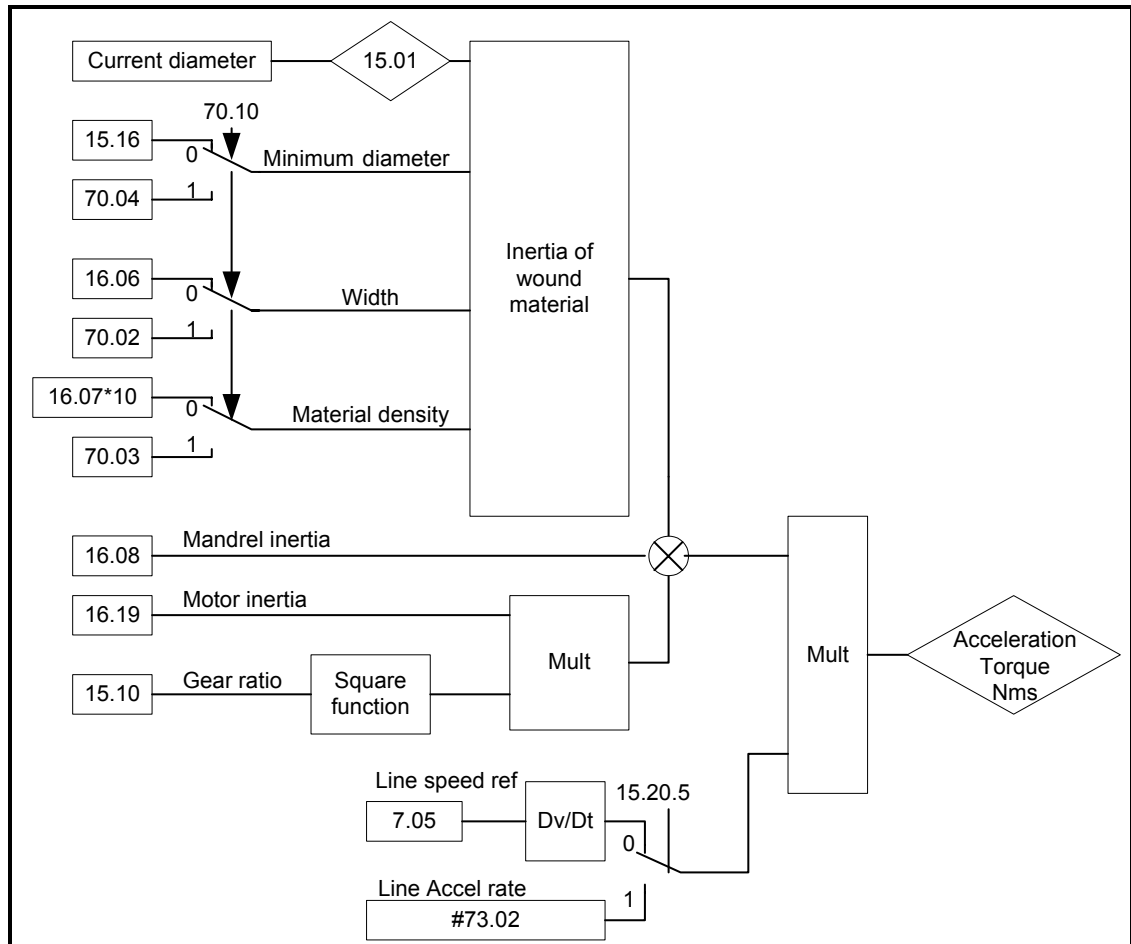 Current diameter
15.01
70.10
15.16
0
Minimum diameter
70.04
1
16.06
0
Width
70.02
1
16.07*10
0
Material density
70.03
1
Inertia of
wound
material
16.08
Mandrel inertia
16.19
Motor inertia
Mult
15.10
Gear ratio
Square
function
Mult
Acceleration
Torque
Nms
Line speed ref
7.05
Dv/Dt
15.20.5
0
Line Accel rate
#73.02
1